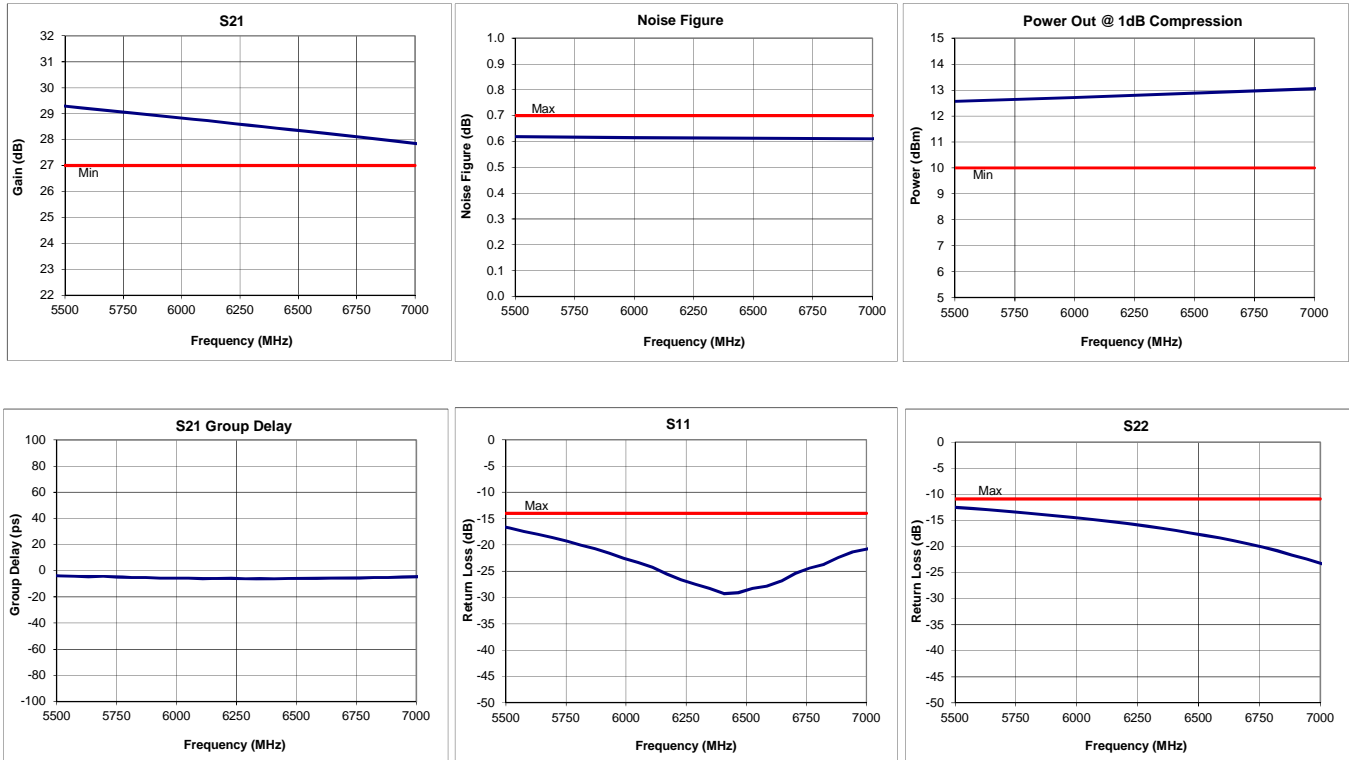 S21
32
31
30
29
28
27
26
25
24
23
22
Gain (dB)
Min
5500 5750 6000 6250 6500 6750 7000
Frequency (MHz)
Noise Figure
1.0
0.9
0.8
0.7
0.6
0.5
0.4
0.3
0.2
0.1
0.0
Noise Figure (dB)
Max
5500 5750 6000 6250 6500 6750 7000
Frequency (MHz)
Power Out @ 1dB Compression
15
14
13
12
11
10
9
8
7
6
5
Power (dBm)
Min
5500 5750 6000 6250 6500 6750 7000
Frequency (MHz)
S21 Group Delay
100
80
60
40
20
0
-20
-40
-60
-80
-100
Group Delay (ps)
5500 5750 6000 6250 6500 6750 7000
Frequency (MHz)
S11
0
-5
-10
-15
-20
-25
-30
-35
-40
-45
-50
Return Loss (dB)
Max
5500 5750 6000 6250 6500 6750 7000
Frequency (MHz)
S22
0
-5
-10
-15
-20
-25
-30
-35
-40
-45
-50
Return Loss (dB)
Max
5500 5750 6000 6250 6500 6750 7000
Frequency (MHz)